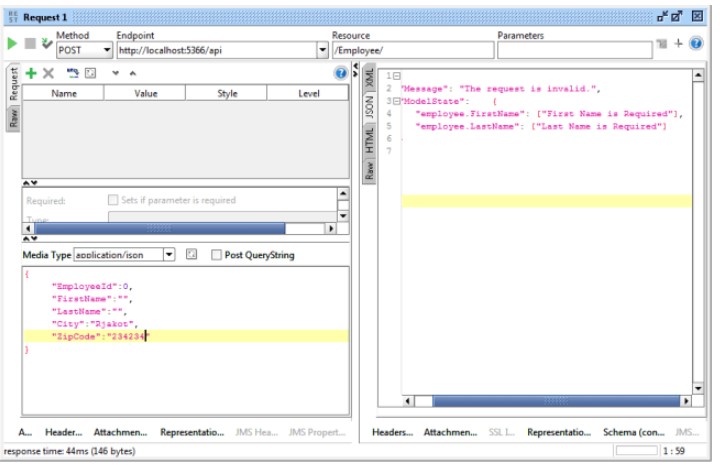 REST Request 1
Method Endpoint Resource Parameters
POST http://localhost:5366/api /Employee/
Request
Raw
Name Value Style Level
Required: Sets if parameter is required
Type:
Media Type application/json Post QueryString
{
"EmployeeId":0,
"FirstName":"",
"LastName":"",
"City":"Rjakot",
"ZipCode":"234234"
}
A... Header... Attachmen... Representatio... JMS Hea... JMS Propert...
XML
JSON
HTML
Raw
1
2 "Message": "The request is invalid.",
3 "ModelState": {
4 "employee.FirstName": ["First Name is Required"],
5 "employee.LastName": ["Last Name is Required"]
6
7
Headers... Attachmen... SSL I... Representatio... Schema (con... JMS...
response time: 44ms (146 bytes) 1 : 59